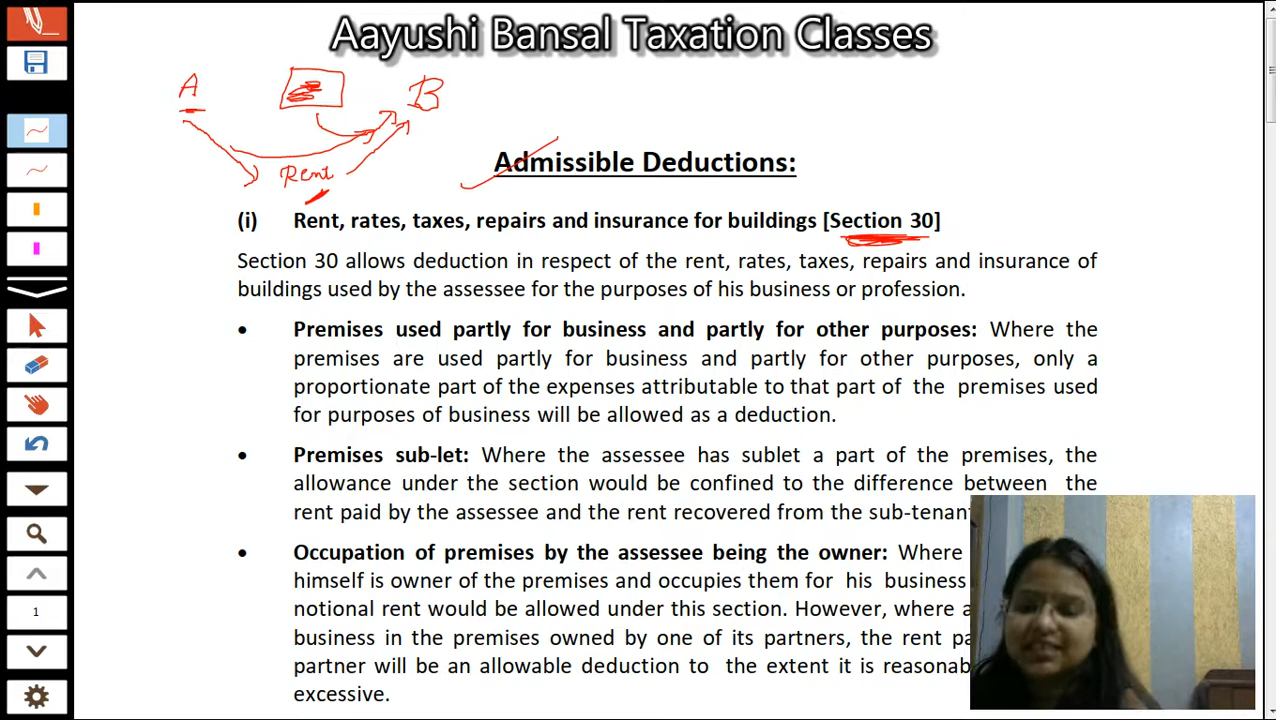 Aayushi Bansal Taxation Classes
A B
Rent
Admissible Deductions:
(i) Rent, rates, taxes, repairs and insurance for buildings [Section 30]
Section 30 allows deduction in respect of the rent, rates, taxes, repairs and insurance of
buildings used by the assessee for the purposes of his business or profession.
• Premises used partly for business and partly for other purposes: Where the
premises are used partly for business and partly for other purposes, only a
proportionate part of the expenses attributable to that part of the premises used
for purposes of business will be allowed as a deduction.
• Premises sub-let: Where the assessee has sublet a part of the premises, the
allowance under the section would be confined to the difference between the
rent paid by the assessee and the rent recovered from the sub-tenant
• Occupation of premises by the assessee being the owner: Where
himself is owner of the premises and occupies them for his business
notional rent would be allowed under this section. However, where a
business in the premises owned by one of its partners, the rent pa
partner will be an allowable deduction to the extent it is reasona
excessive.
1